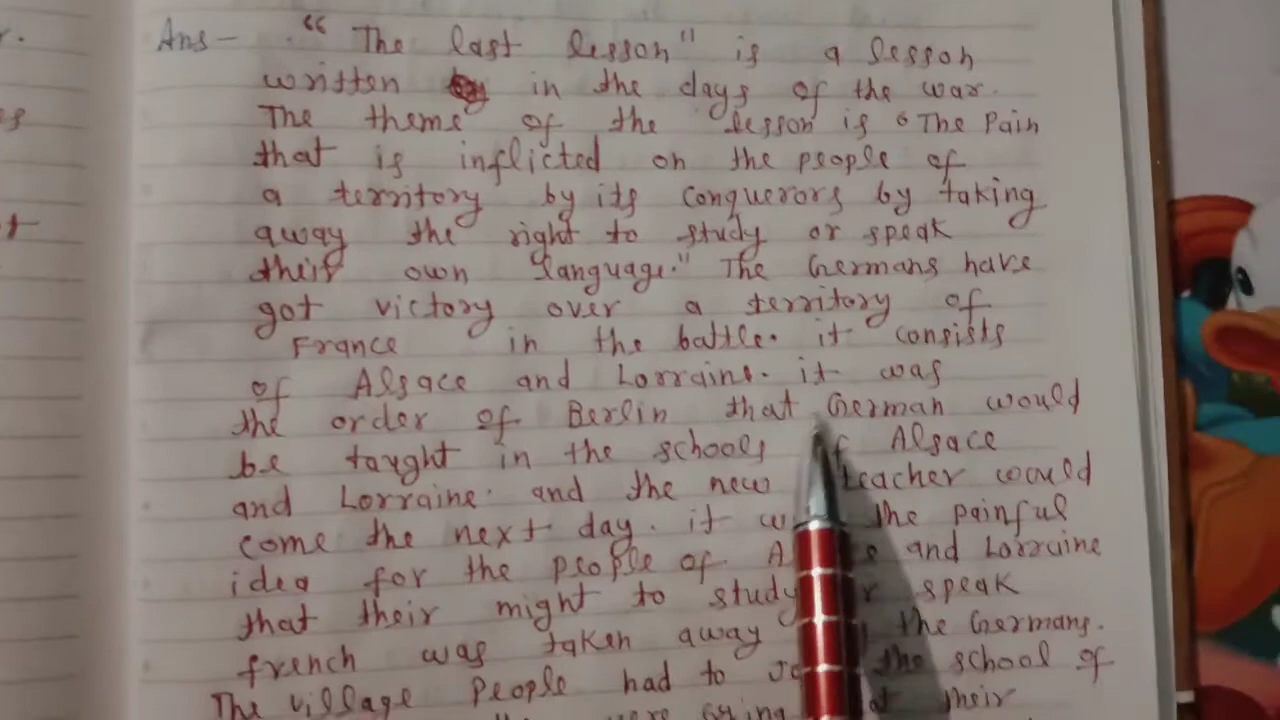 Ans- "The last lesson" is a lesson
written in the days of the war.
The theme of the lesson is "The Pain
that is inflicted on the people of
a territory by its conquerors by taking
away the right to study or speak
their own language." The Germans have
got victory over a territory of
France in the battle. it consists
of Alsace and Lorraine. it was
the order of Berlin that German would
be taught in the schools of Alsace
and Lorraine. and the new teacher would
come the next day. it the painful
idea for the people of and Lorraine
that their might to study speak
french was taken away the Germans.
The village People had to the school of
their